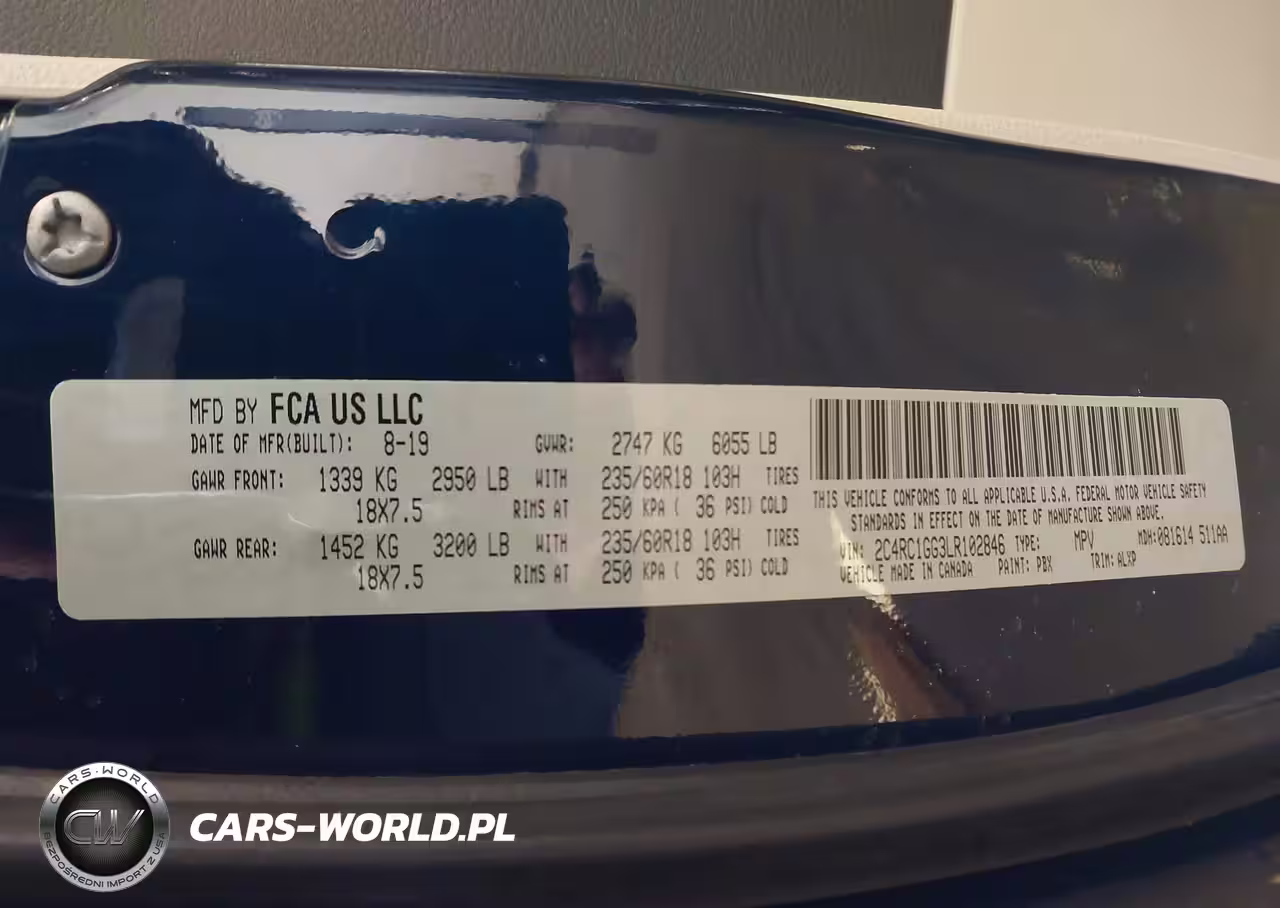 MFD BY FCA US LLC
DATE OF MFR(BUILT): 8-19 GVWR: 2747 KG 6055 LB
GAWR FRONT: 1339 KG 2950 LB WITH 235/60R18 103H TIRES
18X7.5 RIMS AT 250 KPA ( 36 PSI) COLD
GAWR REAR: 1452 KG 3200 LB WITH 235/60R18 103H TIRES
18X7.5 RIMS AT 250 KPA ( 36 PSI) COLD
THIS VEHICLE CONFORMS TO ALL APPLICABLE U.S.A. FEDERAL MOTOR VEHICLE SAFETY
STANDARDS IN EFFECT ON THE DATE OF MANUFACTURE SHOWN ABOVE.
VIN: 2C4RC1GG3LR102846 TYPE: MPV MDH:081614 511AA
VEHICLE MADE IN CANADA PAINT: PBX TRIM: ALXP
CARS-WORLD
CW
BEZPOŚREDNI IMPORT Z USA
CARS-WORLD.PL